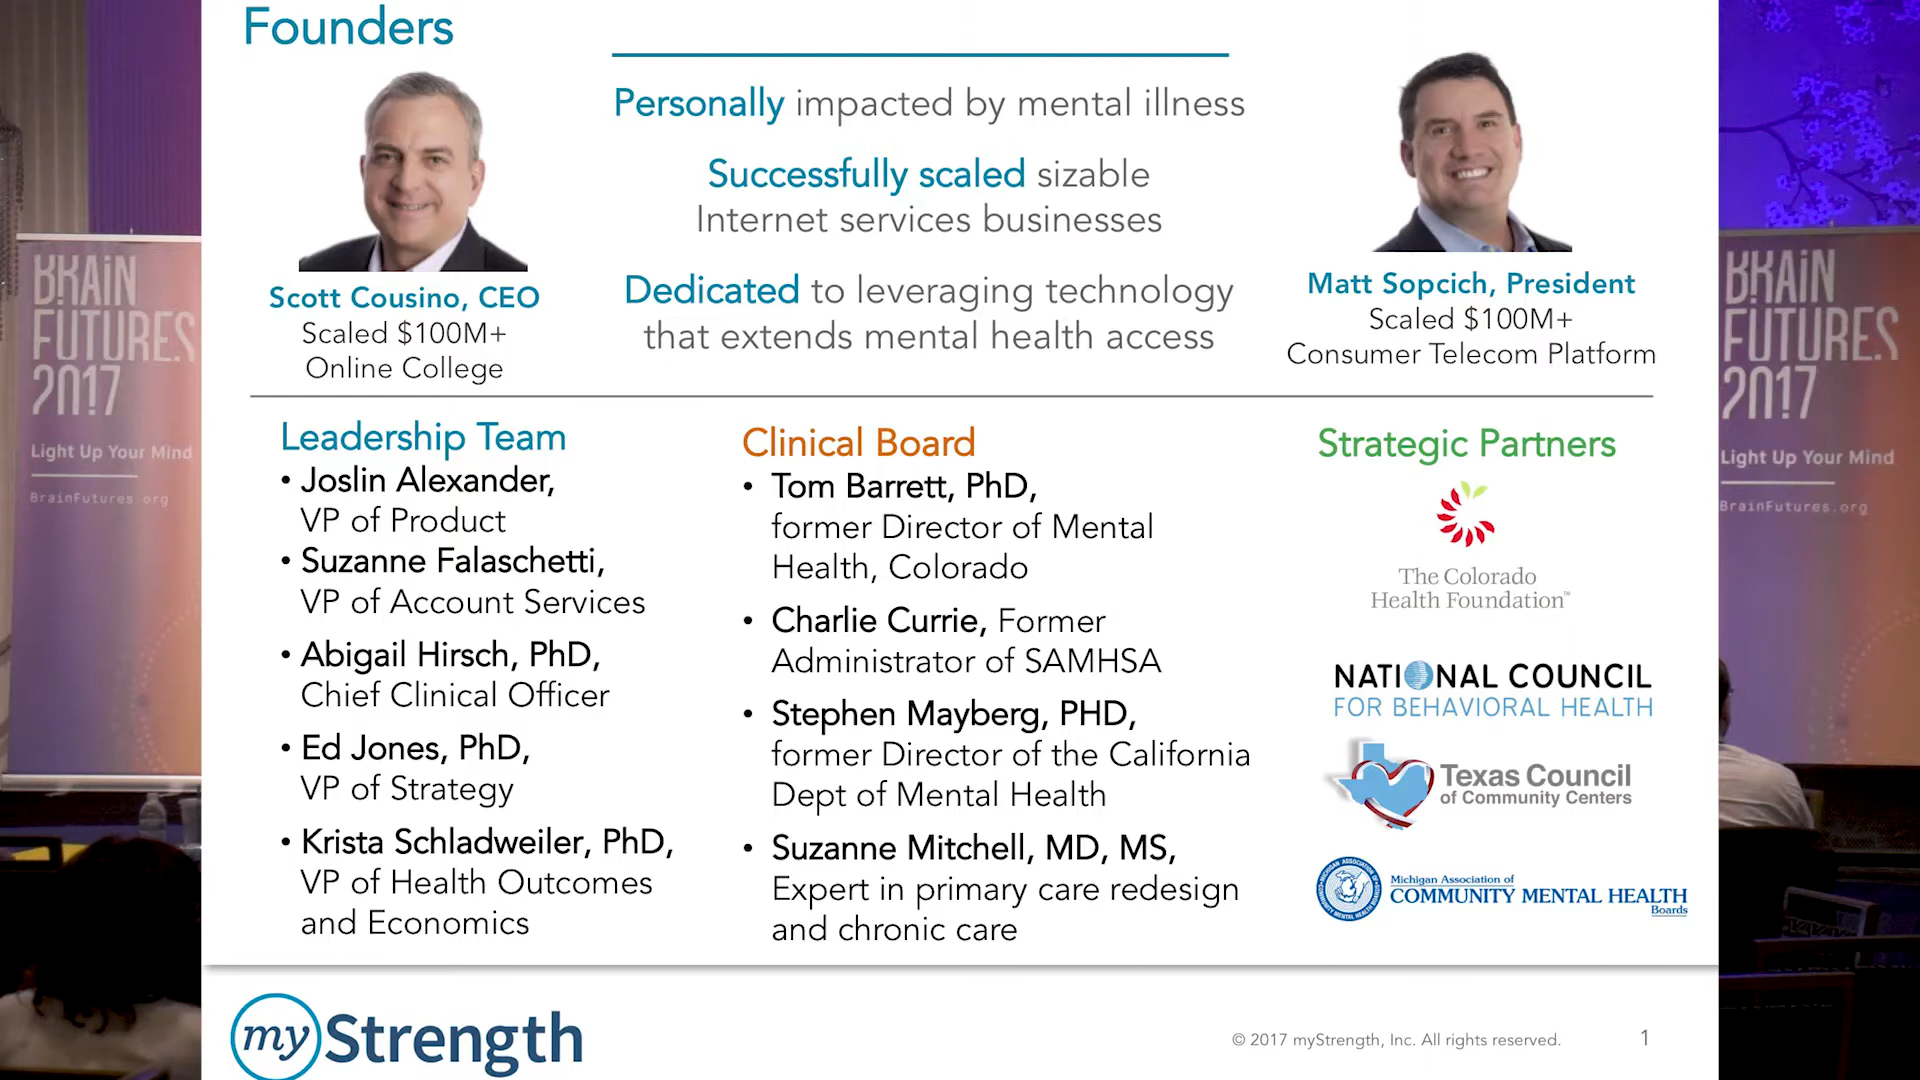 Founders
Personally impacted by mental illness
Successfully scaled sizable
Internet services businesses
Dedicated to leveraging technology
that extends mental health access
Scott Cousino, CEO
Scaled $100M+
Online College
Matt Sopcich, President
Scaled $100M+
Consumer Telecom Platform
Leadership Team
• Joslin Alexander,
VP of Product
• Suzanne Falaschetti,
VP of Account Services
• Abigail Hirsch, PhD,
Chief Clinical Officer
• Ed Jones, PhD,
VP of Strategy
• Krista Schladweiler, PhD,
VP of Health Outcomes
and Economics
Clinical Board
• Tom Barrett, PhD,
former Director of Mental
Health, Colorado
• Charlie Currie, Former
Administrator of SAMHSA
• Stephen Mayberg, PHD,
former Director of the California
Dept of Mental Health
• Suzanne Mitchell, MD, MS,
Expert in primary care redesign
and chronic care
Strategic Partners
The Colorado
Health Foundation™
NATIONAL COUNCIL
FOR BEHAVIORAL HEALTH
Texas Council
of Community Centers
Michigan Association of
COMMUNITY MENTAL HEALTH
Boards
myStrength
© 2017 myStrength, Inc. All rights reserved.
1
BRAIN
FUTURES
2017
Light Up Your Mind
BrainFutures.org
BRAIN
FUTURES
2017
Light Up Your Mind
BrainFutures.org